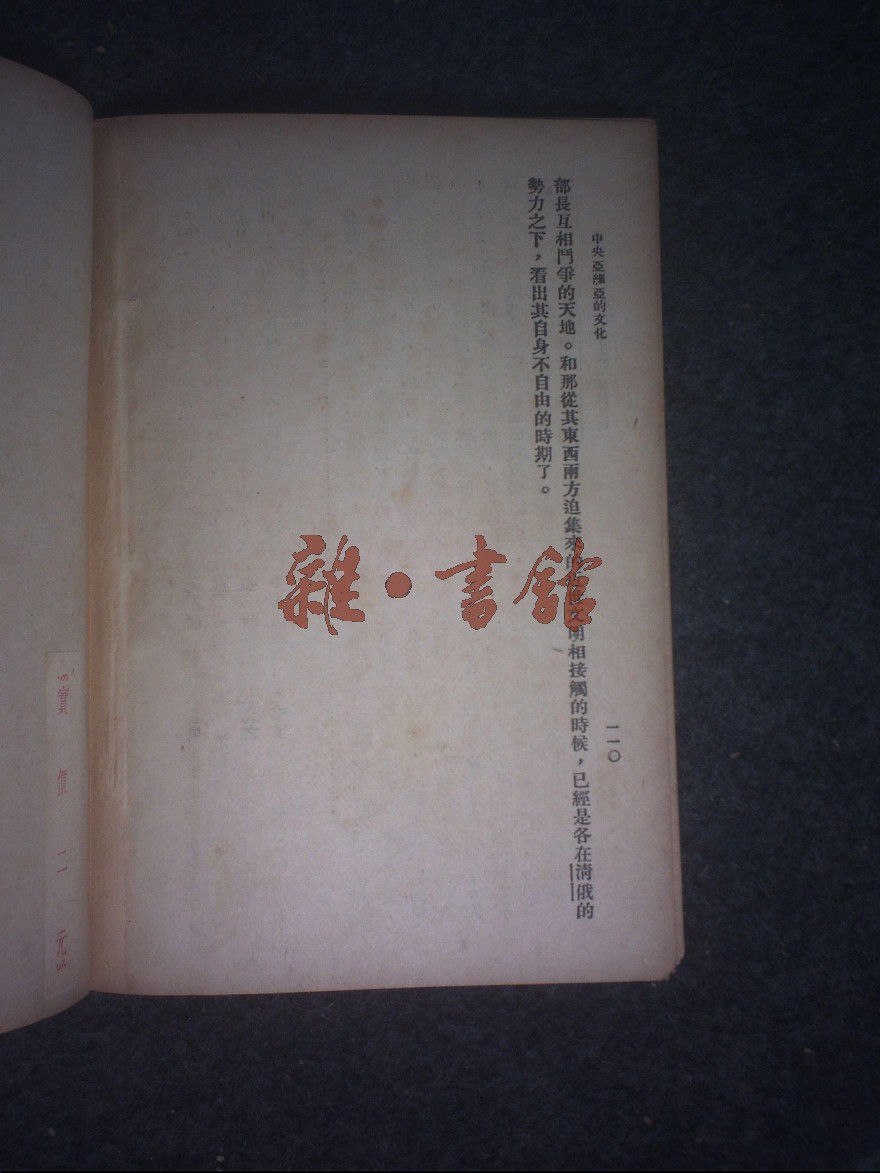 中央亞細亞的文化
部長互相鬥爭的天地。和那從其東西兩方迫集來的文明相接觸的時候，已經是各在清俄的
勢力之下，看出其自身不自由的時期了。
一一〇
雜•書館
實價二元